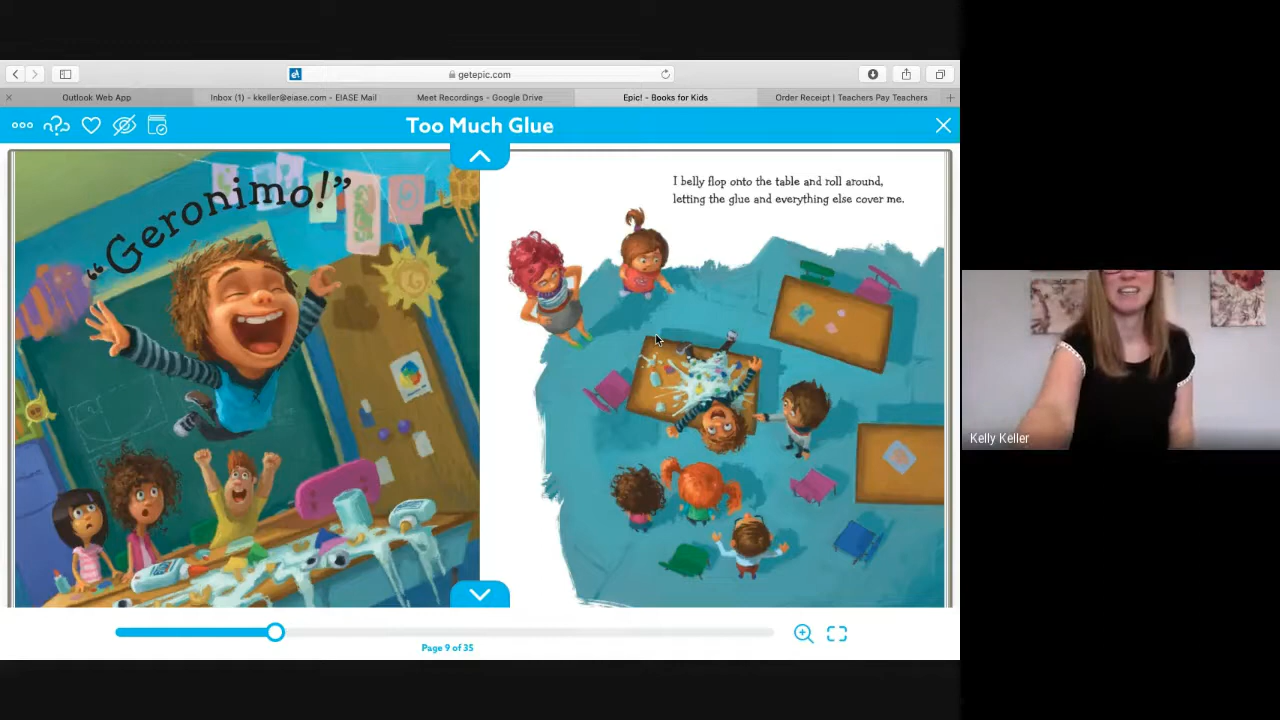 getepic.com
Outlook Web App
Inbox (1) - kkeller@eiase.com - EIASE Mail
Meet Recordings - Google Drive
Epic! - Books for Kids
Order Receipt | Teachers Pay Teachers
Too Much Glue
"Geronimo!"
I belly flop onto the table and roll around,
letting the glue and everything else cover me.
Kelly Keller
Page 9 of 35